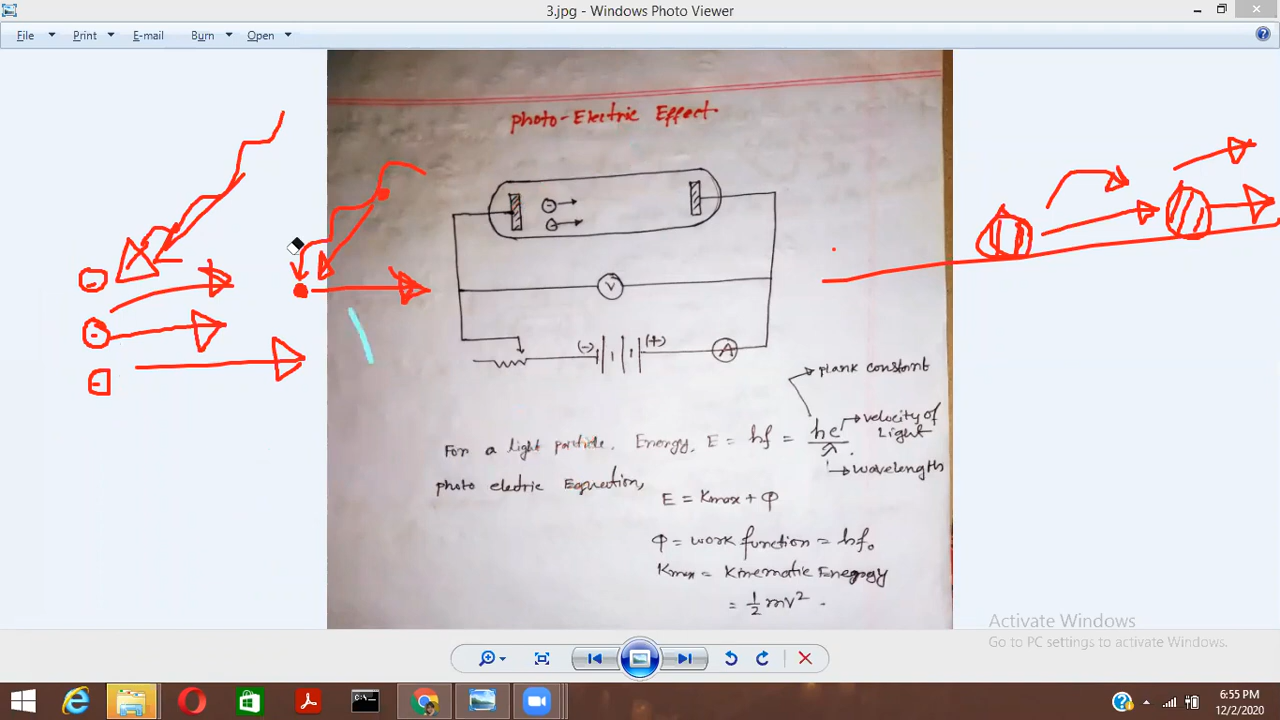 3.jpg - Windows Photo Viewer
File Print E-mail Burn Open
Photo-Electric Effect
V
(-) (+)
A
plank constant
For a light particle, Energy, E = hf = hc/λ velocity of Light
wavelength
photo electric Equation,
E = Kmax + φ
φ = work function = hf₀
Kmax = Kinematic Energy
= 1/2 mv²
Activate Windows
Go to PC settings to activate Windows.
6:55 PM
12/2/2020